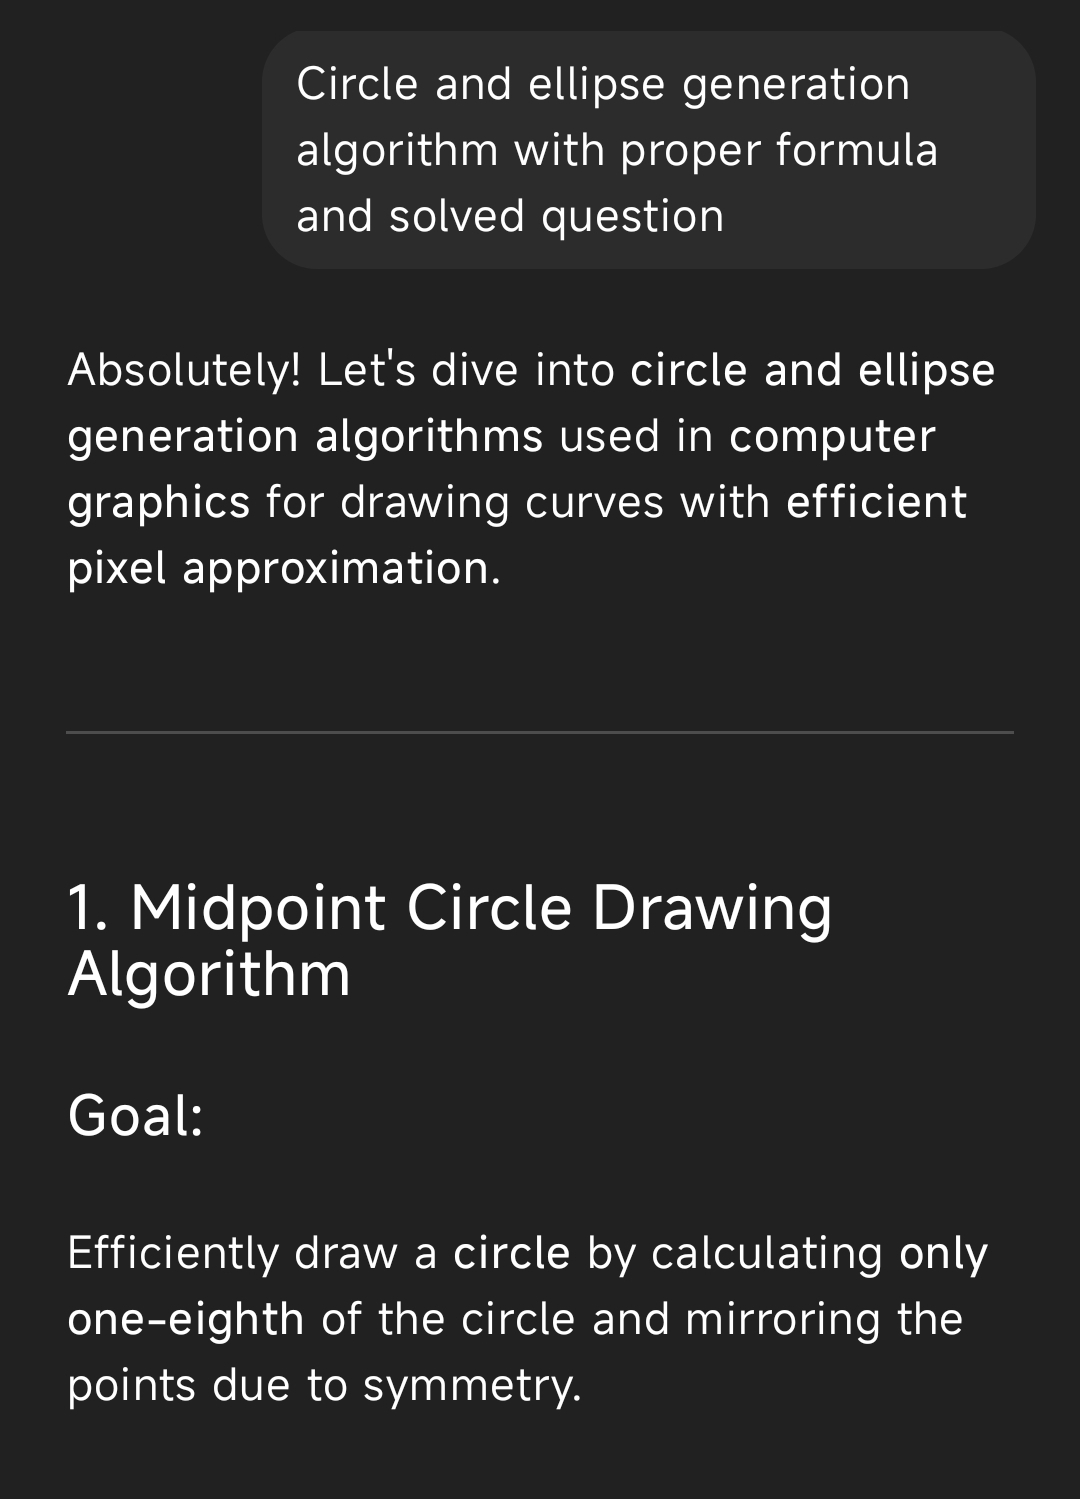 Circle and ellipse generation
algorithm with proper formula
and solved question
Absolutely! Let's dive into circle and ellipse
generation algorithms used in computer
graphics for drawing curves with efficient
pixel approximation.
1. Midpoint Circle Drawing
Algorithm
Goal:
Efficiently draw a circle by calculating only
one-eighth of the circle and mirroring the
points due to symmetry.